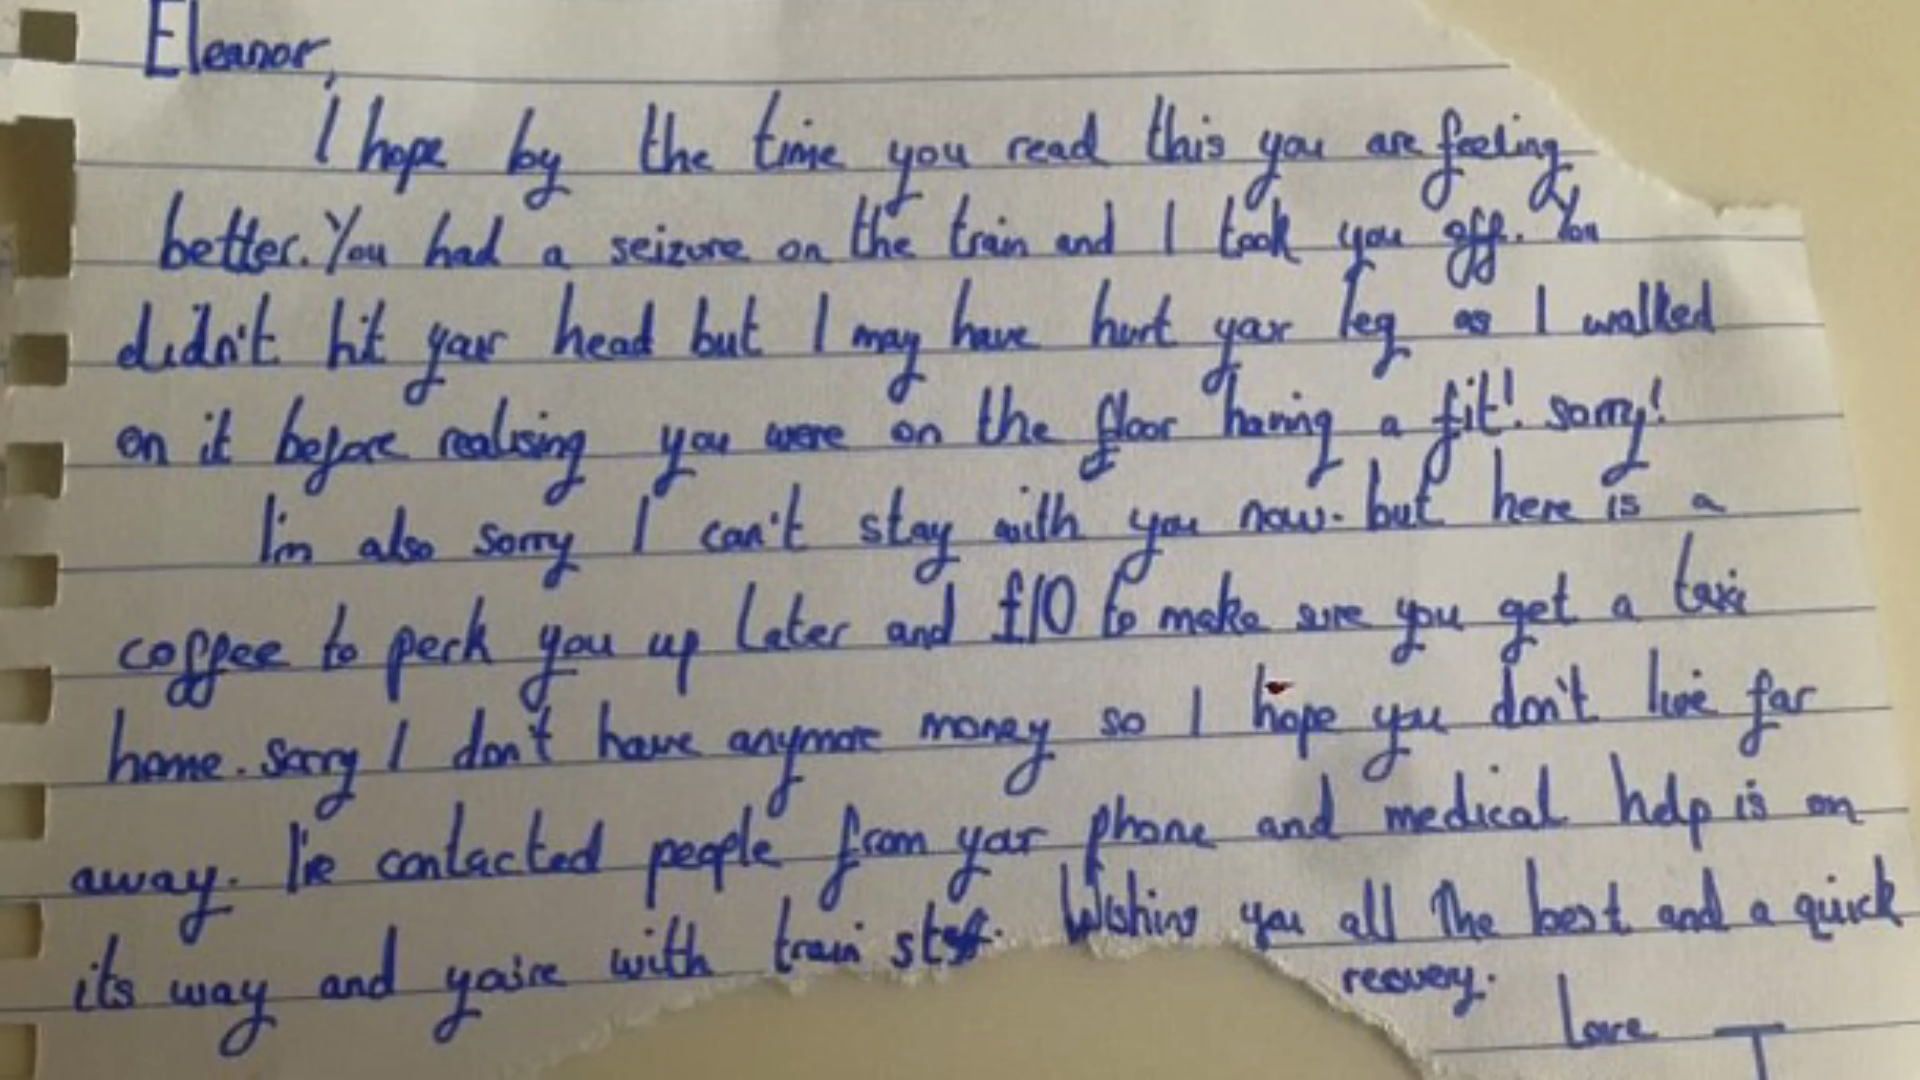 Eleanor,
I hope by the time you read this you are feeling
better. You had a seizure on the train and I took you off. You
didn't hit your head but I may have hurt your leg as I walked
on it before realising you were on the floor having a fit! sorry!
I'm also sorry I can't stay with you now. but here is a
coffee to perk you up later and £10 to make sure you get a taxi
home. Sorry I don't have anymore money so I hope you don't live far
away. I've contacted people from your phone and medical help is on
its way and you're with train staff. Wishing you all the best and a quick
recovery.
Love
T